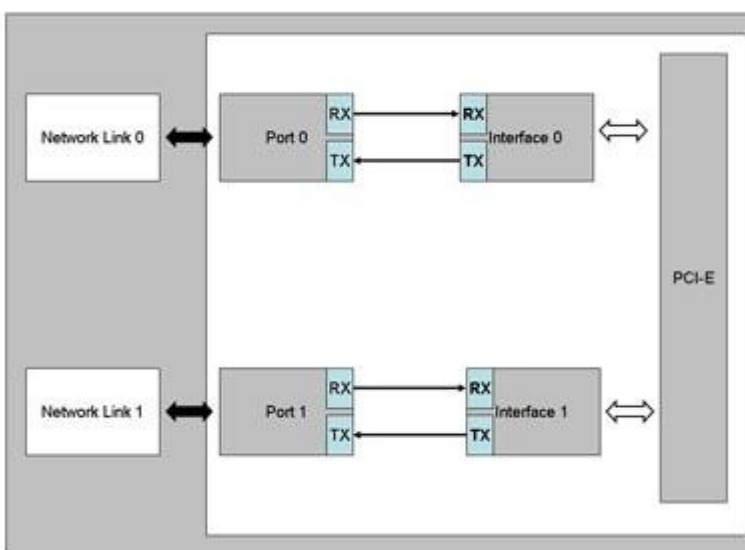 Network Link 0
Port 0
RX
TX
RX
TX
Interface 0
PCI-E
Network Link 1
Port 1
RX
TX
RX
TX
Interface 1